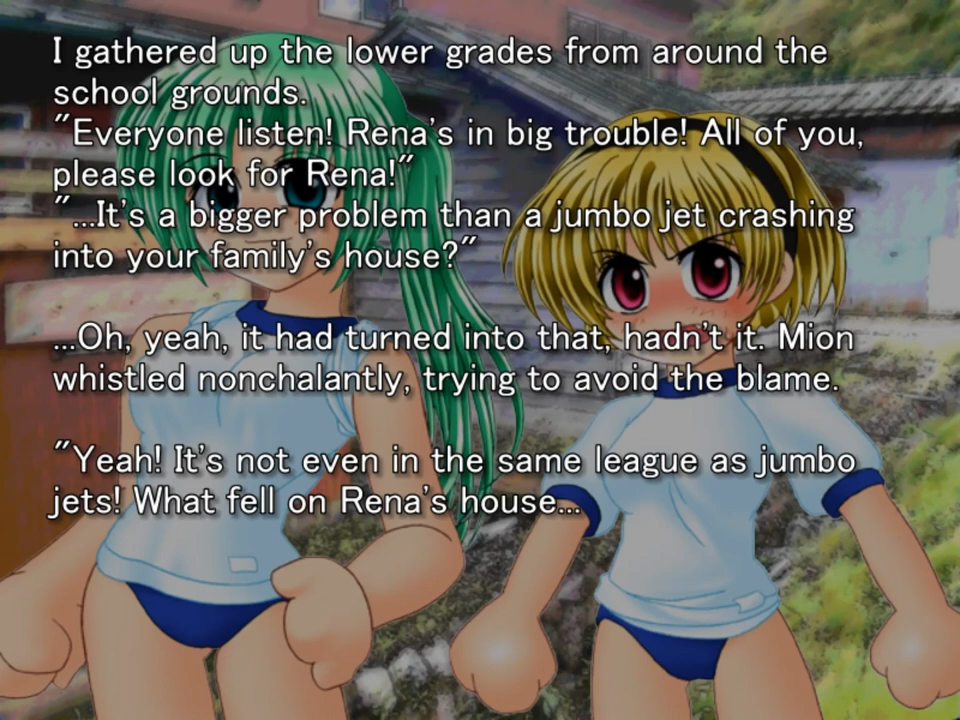 I gathered up the lower grades from around the
school grounds.
"Everyone listen! Rena's in big trouble! All of you,
please look for Rena!"
"...It's a bigger problem than a jumbo jet crashing
into your family's house?"
...Oh, yeah, it had turned into that, hadn't it. Mion
whistled nonchalantly, trying to avoid the blame.
"Yeah! It's not even in the same league as jumbo
jets! What fell on Rena's house...